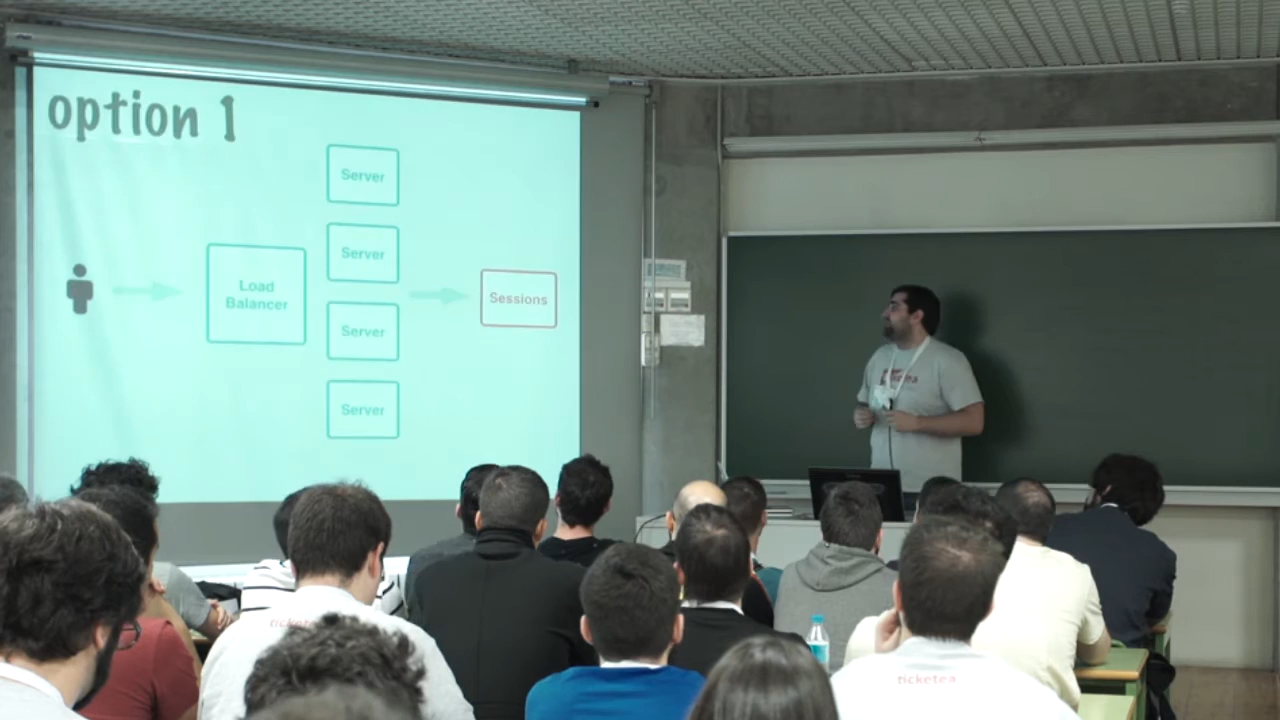 option 1
Server
Server
Load
Balancer
Sessions
Server
Server
ticketea